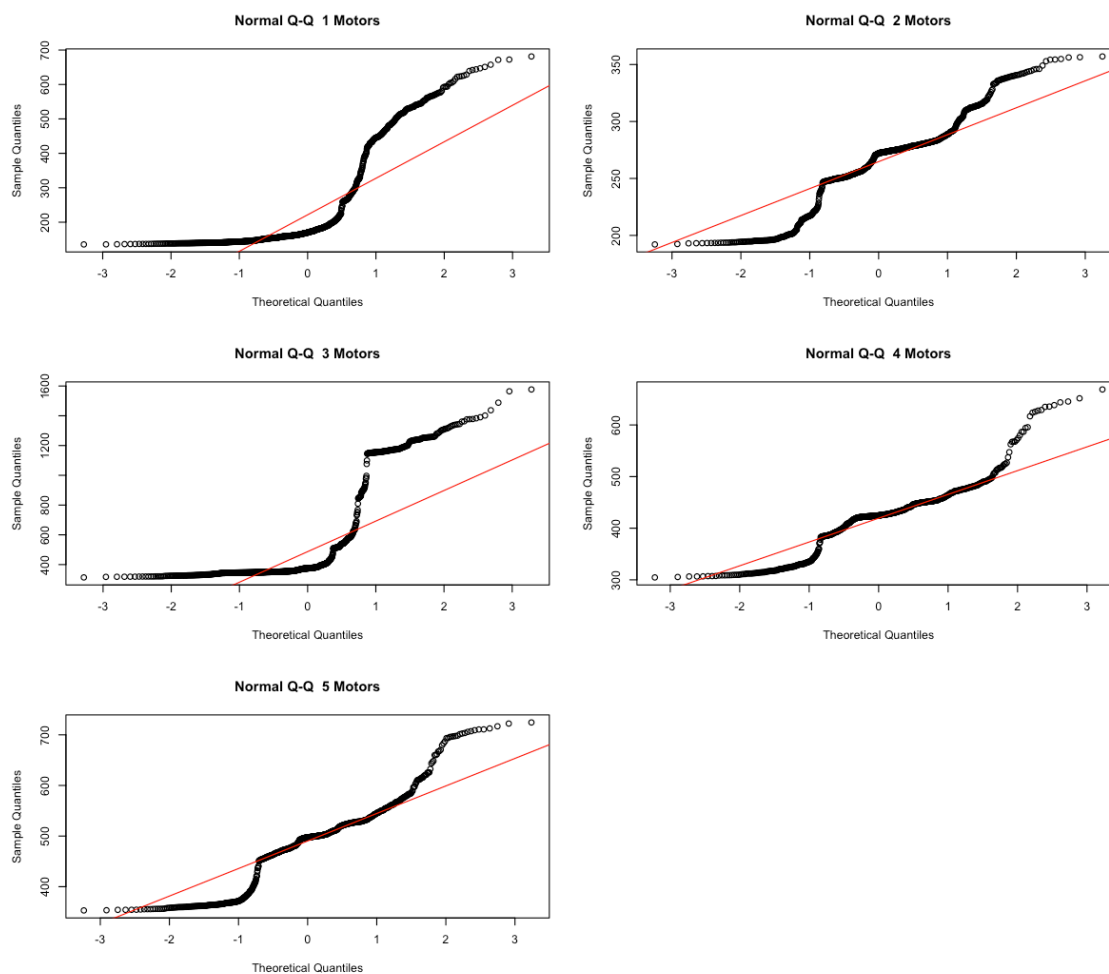 Normal Q-Q  1 Motors
Sample Quantiles
200 300 400 500 600 700
-3 -2 -1 0 1 2 3
Theoretical Quantiles
Normal Q-Q  2 Motors
Sample Quantiles
200 250 300 350
-3 -2 -1 0 1 2 3
Theoretical Quantiles
Normal Q-Q  3 Motors
Sample Quantiles
400 600 800 1200 1600
-3 -2 -1 0 1 2 3
Theoretical Quantiles
Normal Q-Q  4 Motors
Sample Quantiles
300 400 500 600
-3 -2 -1 0 1 2 3
Theoretical Quantiles
Normal Q-Q  5 Motors
Sample Quantiles
400 500 600 700
-3 -2 -1 0 1 2 3
Theoretical Quantiles